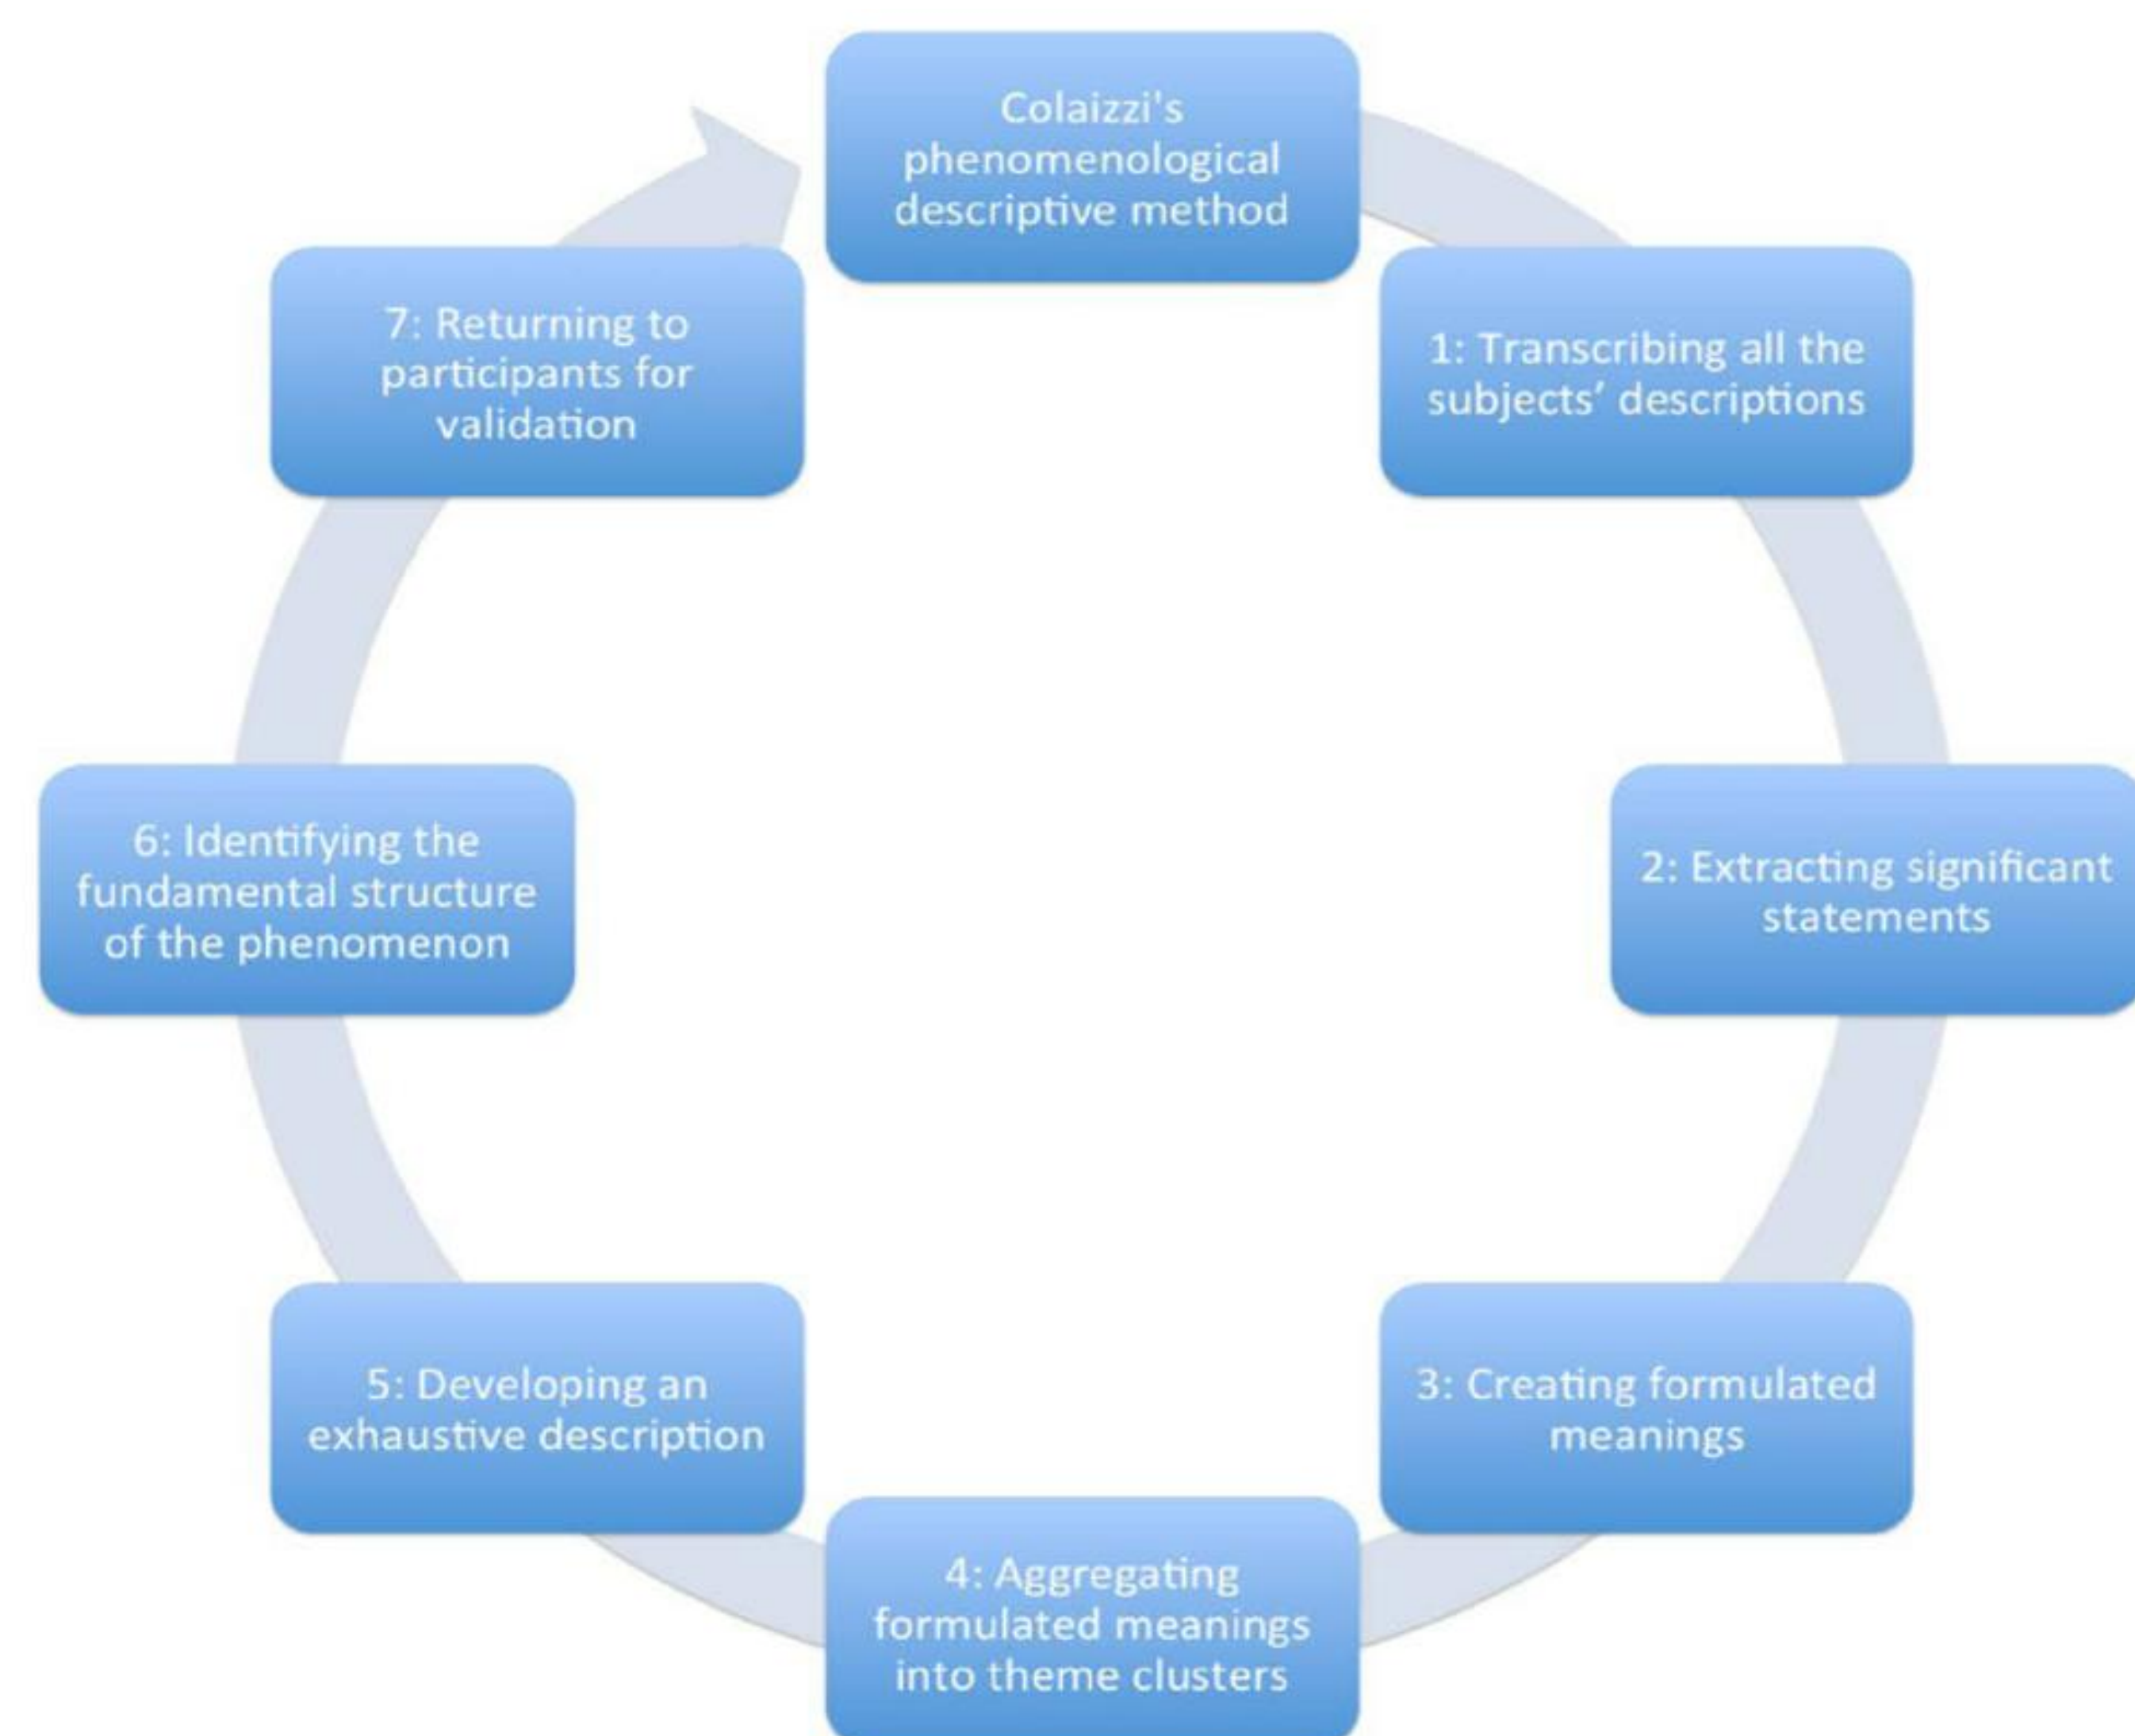 Colaizzi's
phenomenological
descriptive method
1: Transcribing all the
subjects’ descriptions
2: Extracting significant
statements
3: Creating formulated
meanings
4: Aggregating
formulated meanings
into theme clusters
5: Developing an
exhaustive description
6: Identifying the
fundamental structure
of the phenomenon
7: Returning to
participants for
validation